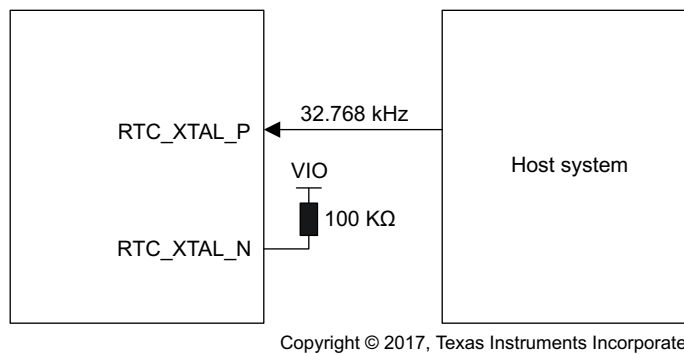 RTC_XTAL_P
32.768 kHz
Host system
VIO
100 KΩ
RTC_XTAL_N
Copyright © 2017, Texas Instruments Incorporate